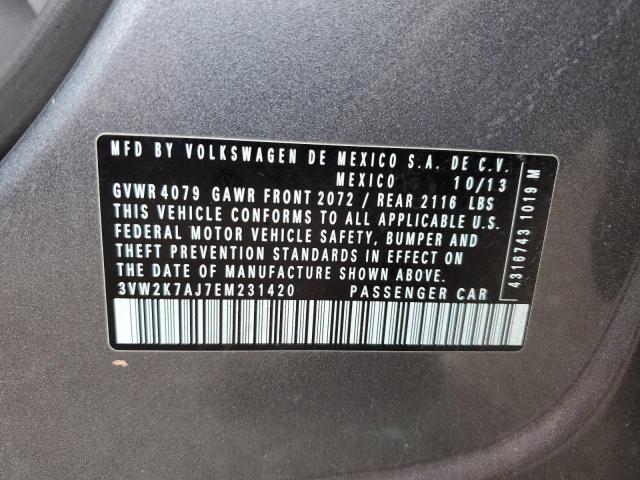 MFD BY VOLKSWAGEN DE MEXICO S.A. DE C.V.
MEXICO 10/13
GVWR 4079 GAWR FRONT 2072 / REAR 2116 LBS
THIS VEHICLE CONFORMS TO ALL APPLICABLE U.S.
FEDERAL MOTOR VEHICLE SAFETY, BUMPER AND
THEFT PREVENTION STANDARDS IN EFFECT ON
THE DATE OF MANUFACTURE SHOWN ABOVE.
3VW2K7AJ7EM231420 PASSENGER CAR
4316743 1019 M